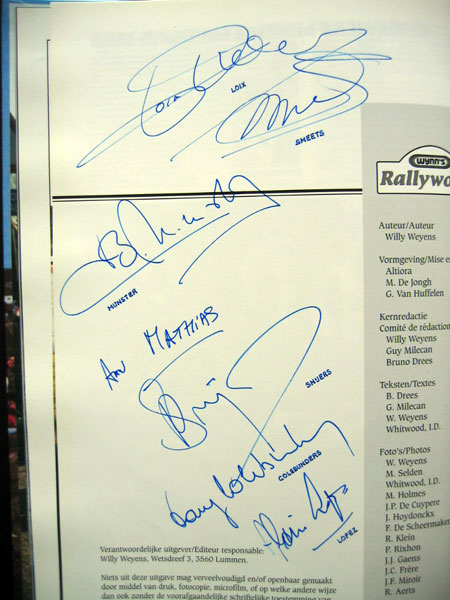 LOIX
SMEETS
WYNN'S
Rallywo
Auteur/Auteur
Willy Weyens
Vormgeving/Mise e
Altiora
M. De Jongh
G. Van Huffelen
Kernredactie
Comité de rédactio
Willy Weyens
Guy Milecan
Bruno Drees
Teksten/Textes
B. Drees
G. Milecan
W. Weyens
Whitwood, I.D.
Foto's/Photos
W. Weyens
M. Selden
Whitwood, I.D.
M. Holmes
J.P. De Cuypere
J. Hoydoncks
F. De Scheermaker
R. Klein
P. Rixhon
J.J. Gaens
J.C. Frère
J.F. Miroir
R. Aerts
MUNSTER
MATHIAS
SNIJERS
COLEBUNDERS
LOPEZ
Verantwoordelijke uitgever/Editeur responsable:
Willy Weyens, Wetsdreef 3, 3560 Lummen.
Niets uit deze uitgave mag verveelvoudigd en/of openbaar gemaakt
door middel van druk, fotocopie, microfilm, of op welke andere wijze
dan ook zonder de voorafgaandelijke schriftelijke toestemming van